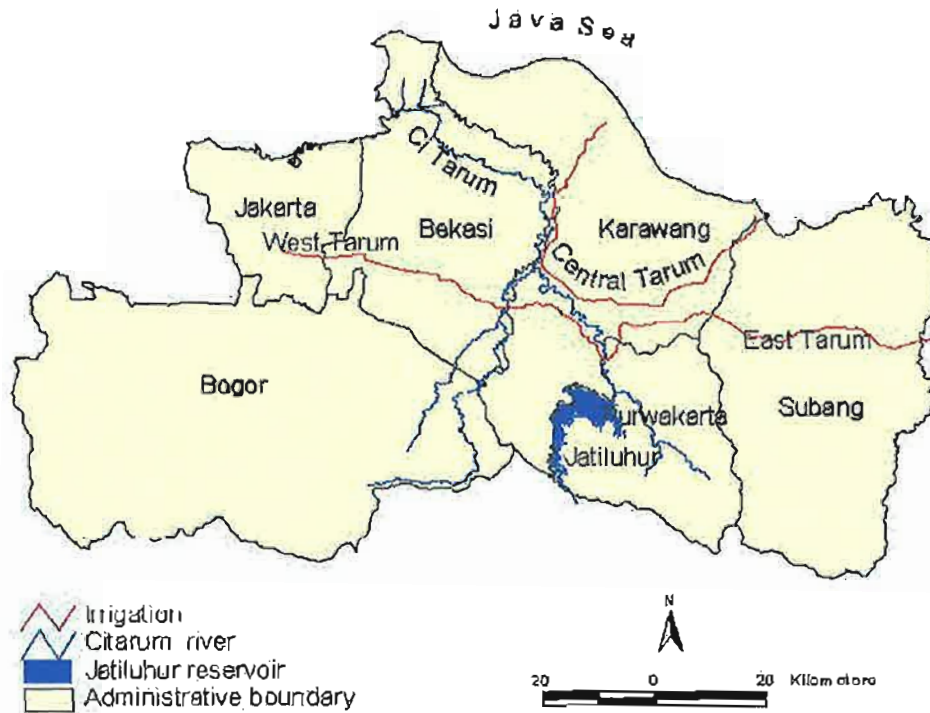 Java Sea
Ci Tarum
Jakarta
West Tarum
Bekasi
Karawang
Central Tarum
East Tarum
Bogor
Purwakarta
Subang
Jatiluhur
Irrigation
Citarum river
Jatiluhur reservoir
Administrative boundary
N
20 0 20 Kilometers